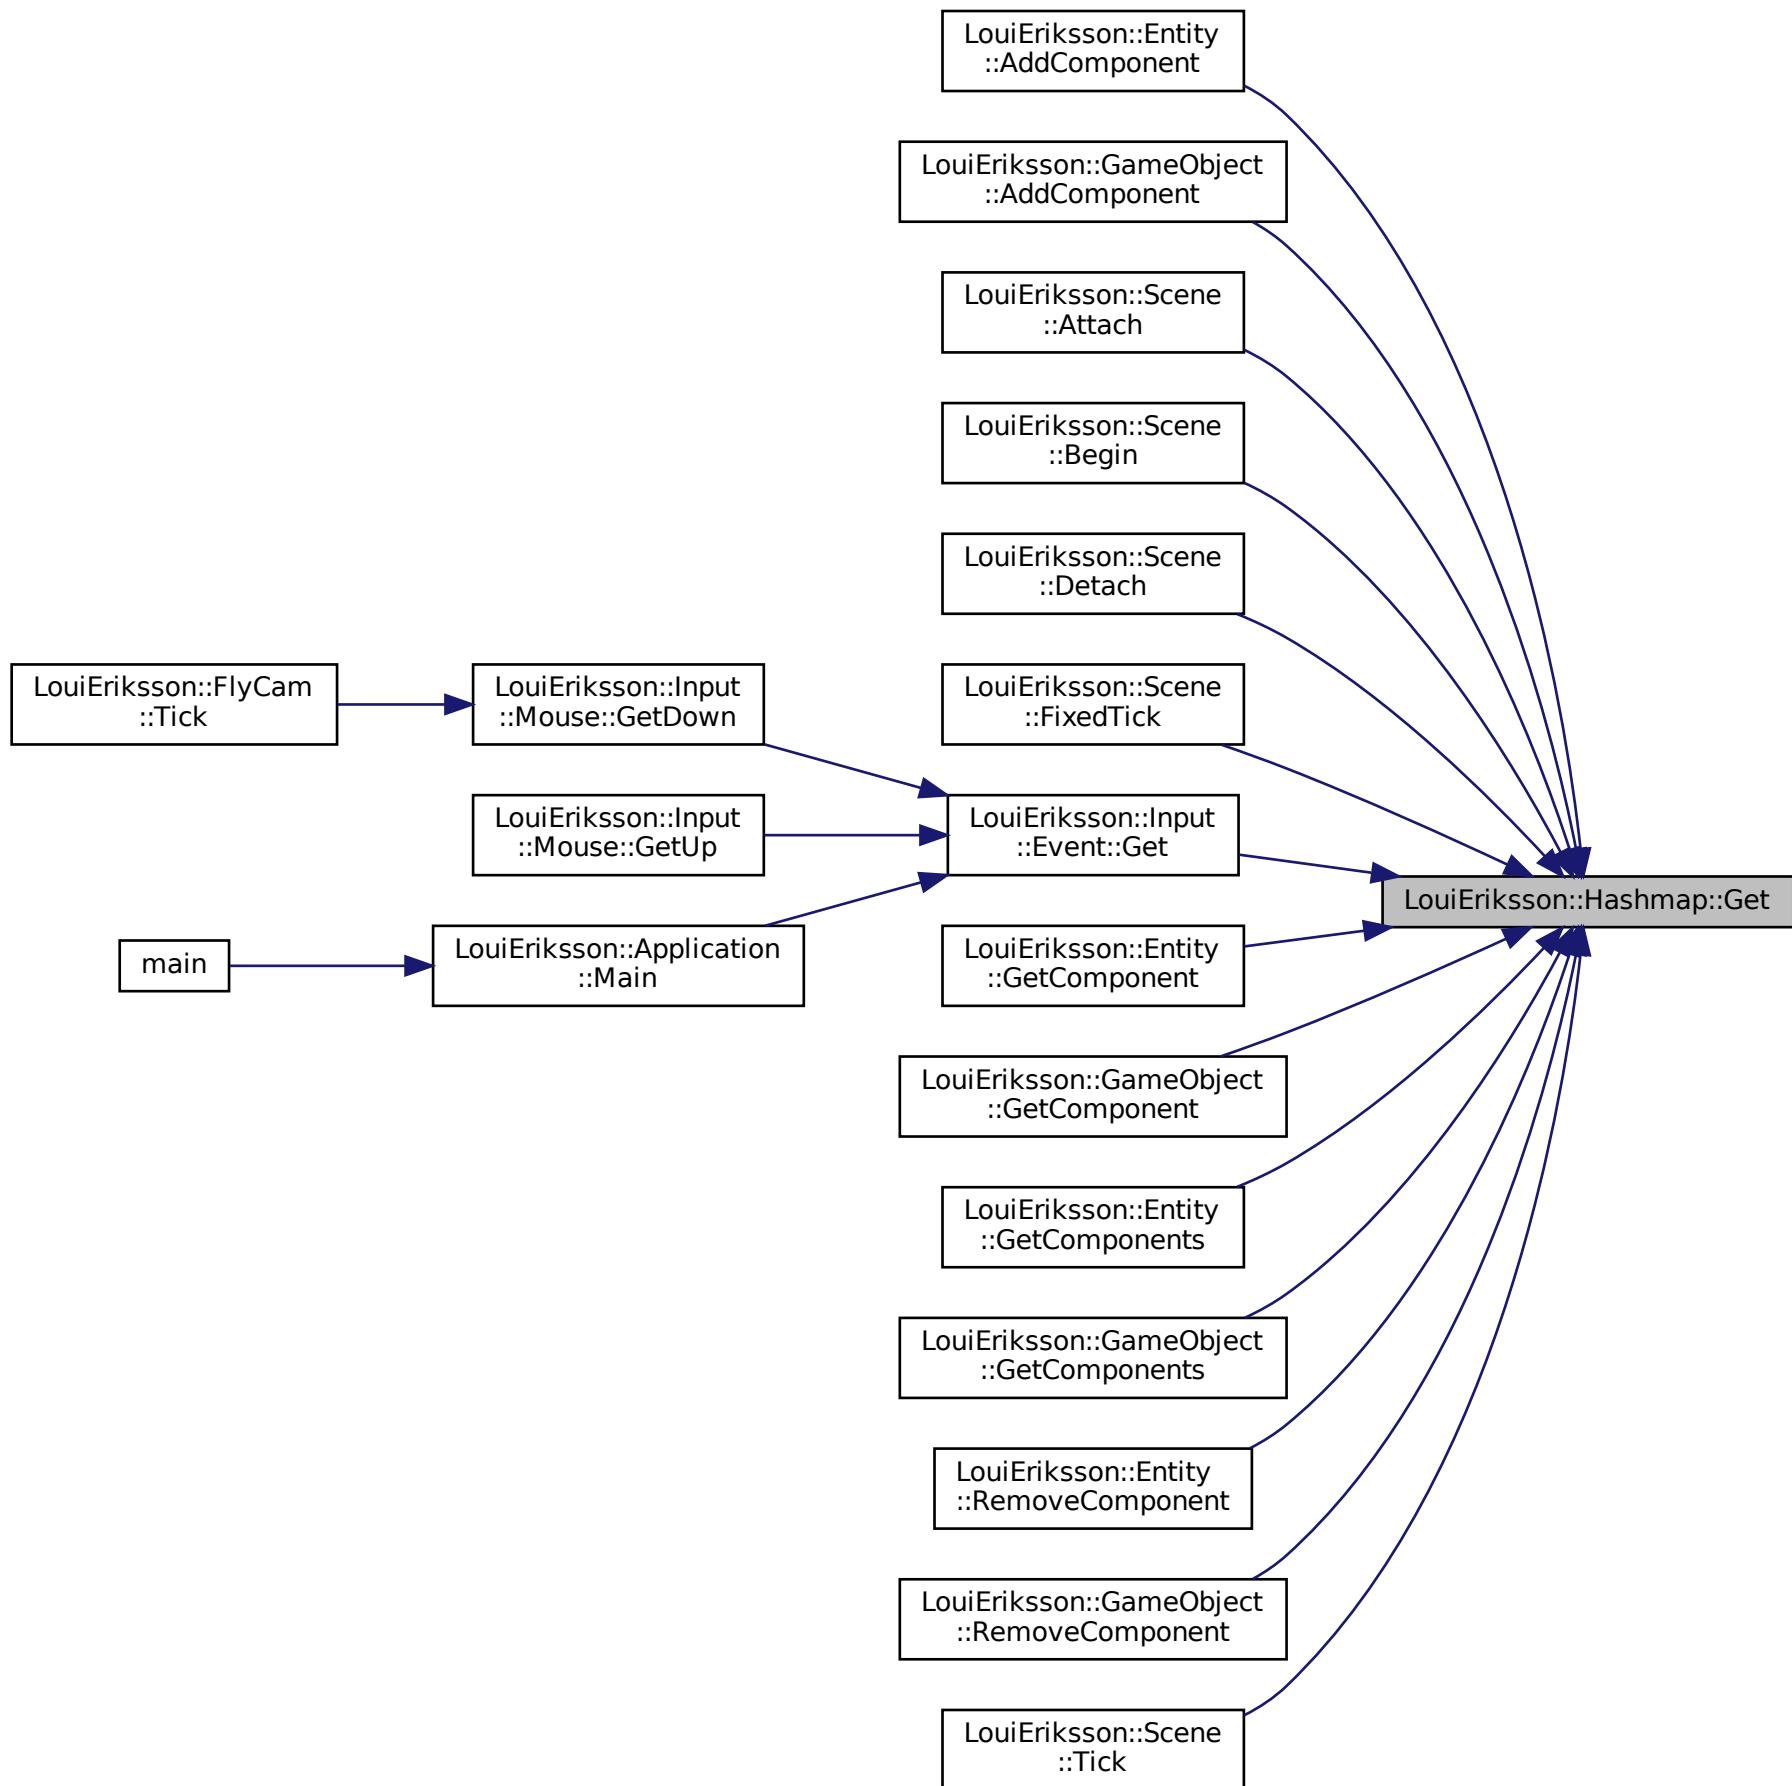 LouiEriksson::Entity
::AddComponent
LouiEriksson::GameObject
::AddComponent
LouiEriksson::Scene
::Attach
LouiEriksson::Scene
::Begin
LouiEriksson::Scene
::Detach
LouiEriksson::FlyCam
::Tick
LouiEriksson::Input
::Mouse::GetDown
LouiEriksson::Scene
::FixedTick
LouiEriksson::Input
::Mouse::GetUp
LouiEriksson::Input
::Event::Get
LouiEriksson::Hashmap::Get
main
LouiEriksson::Application
::Main
LouiEriksson::Entity
::GetComponent
LouiEriksson::GameObject
::GetComponent
LouiEriksson::Entity
::GetComponents
LouiEriksson::GameObject
::GetComponents
LouiEriksson::Entity
::RemoveComponent
LouiEriksson::GameObject
::RemoveComponent
LouiEriksson::Scene
::Tick